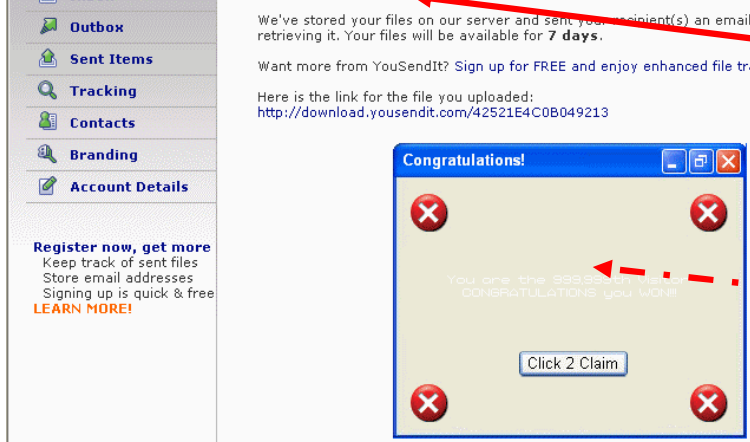 Outbox
Sent Items
Tracking
Contacts
Branding
Account Details
Register now, get more
Keep track of sent files
Store email addresses
Signing up is quick & free
LEARN MORE!
We've stored your files on our server and sent your recipient(s) an email
retrieving it. Your files will be available for 7 days.
Want more from YouSendIt? Sign up for FREE and enjoy enhanced file
Here is the link for the file you uploaded:
http://download.yousendit.com/42521E4C0B049213
Congratulations!
You are the 999,999th visitor
CONGRATULATIONS you WON!!!
Click 2 Claim